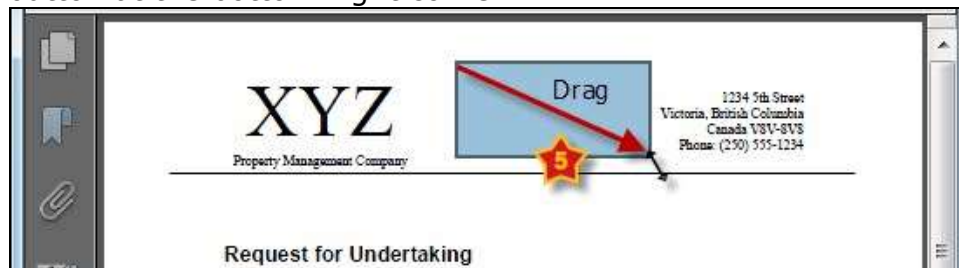 XYZ
Property Management Company
Drag
5
1234 5th Street
Victoria, British Columbia
Canada V8V-8V8
Phone: (250) 555-1234
Request for Undertaking